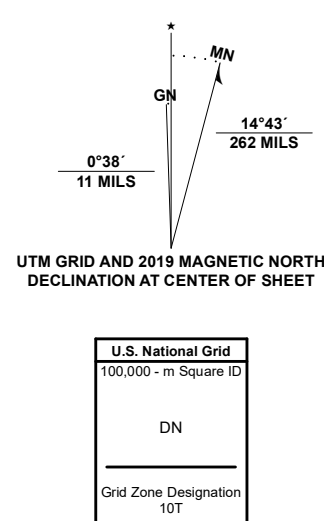 MN
GN
14°43´
262 MILS
0°38´
11 MILS
UTM GRID AND 2019 MAGNETIC NORTH
DECLINATION AT CENTER OF SHEET
U.S. National Grid
100,000 - m Square ID
DN
Grid Zone Designation
10T